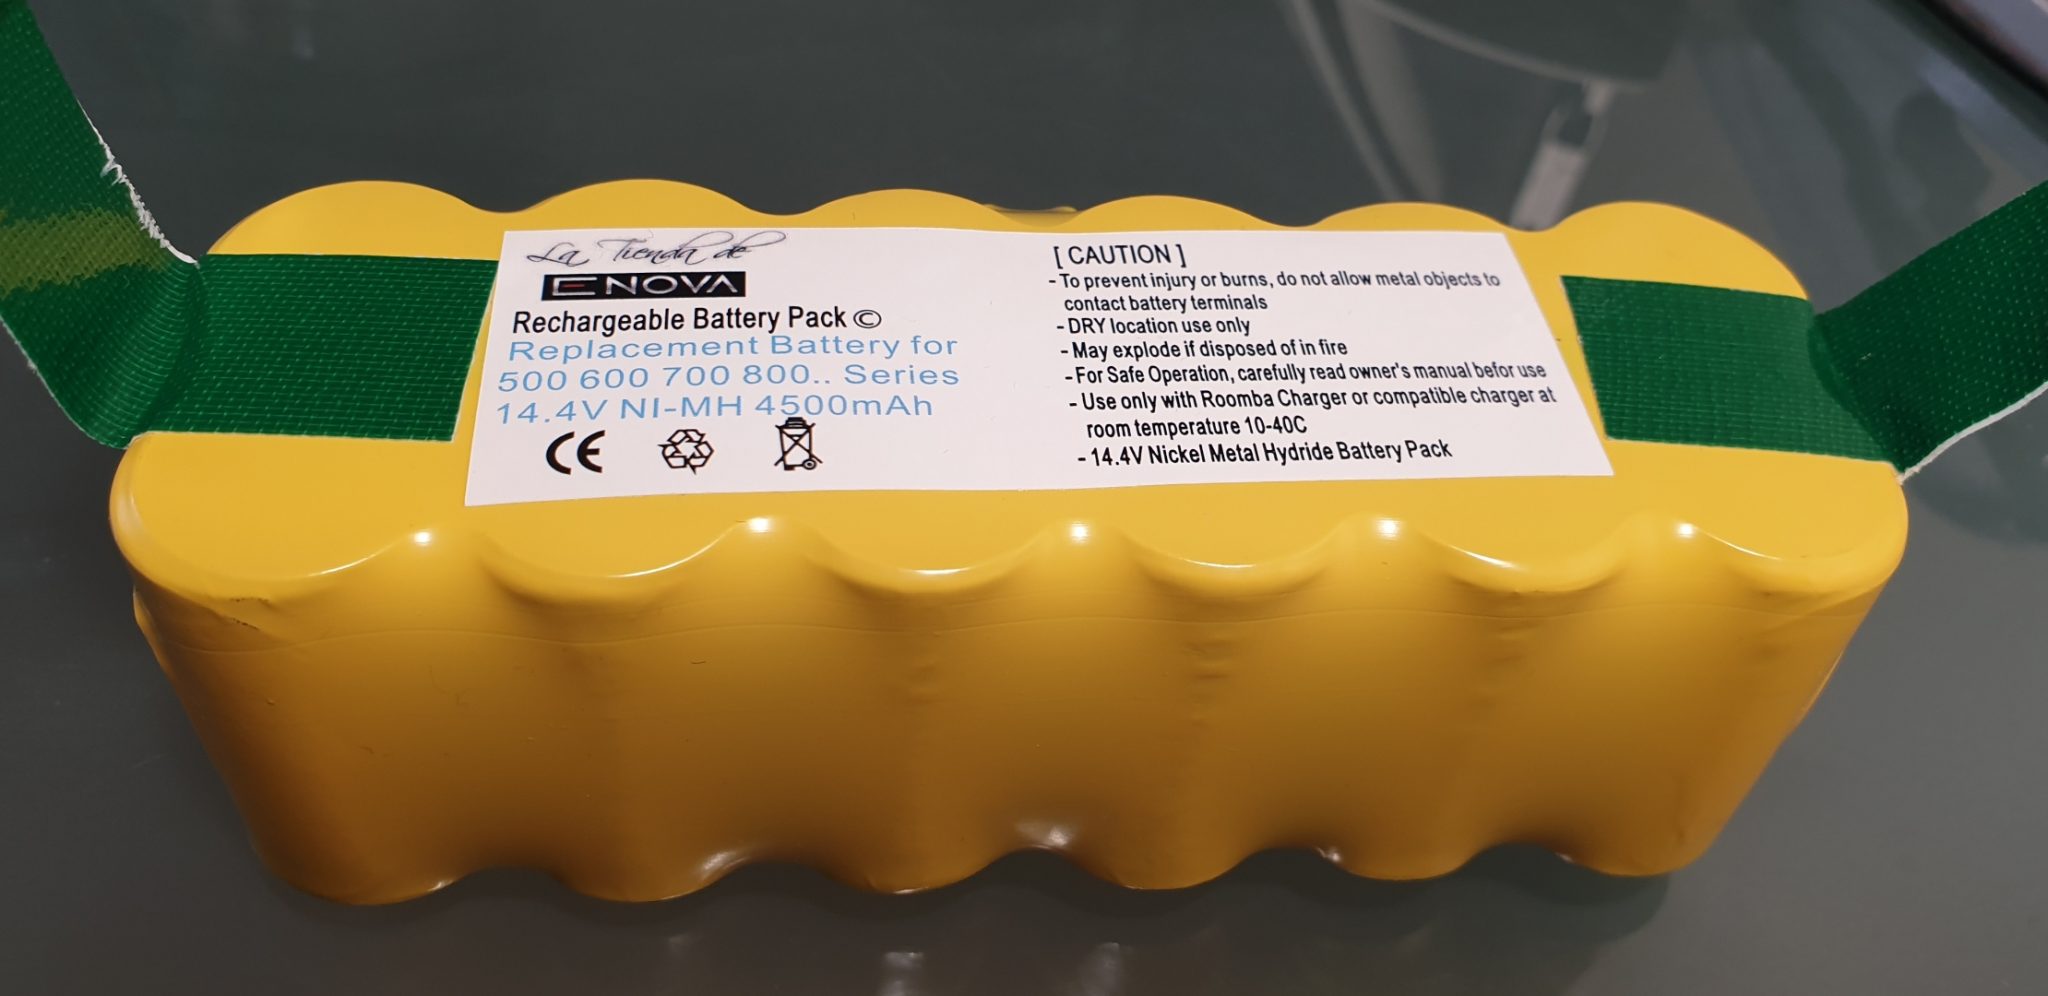 La Tienda de
ENOVA
Rechargeable Battery Pack ©
Replacement Battery for
500 600 700 800.. Series
14.4V NI-MH 4500mAh
CE
[ CAUTION ]
- To prevent injury or burns, do not allow metal objects to
contact battery terminals
- DRY location use only
- May explode if disposed of in fire
- For Safe Operation, carefully read owner's manual befor use
- Use only with Roomba Charger or compatible charger at
room temperature 10-40C
- 14.4V Nickel Metal Hydride Battery Pack